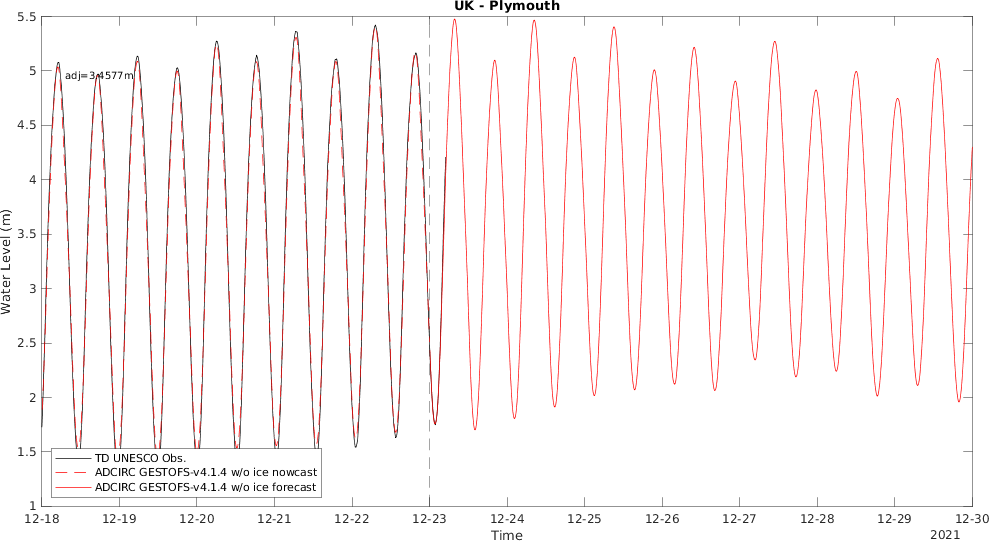 UK - Plymouth
5.5
5
4.5
4
3.5
3
2.5
2
1.5
1
Water Level (m)
adj=3.4577m
TD UNESCO Obs.
ADCIRC GESTOFS-v4.1.4 w/o ice nowcast
ADCIRC GESTOFS-v4.1.4 w/o ice forecast
12-18 12-19 12-20 12-21 12-22 12-23 12-24 12-25 12-26 12-27 12-28 12-29 12-30
Time
2021